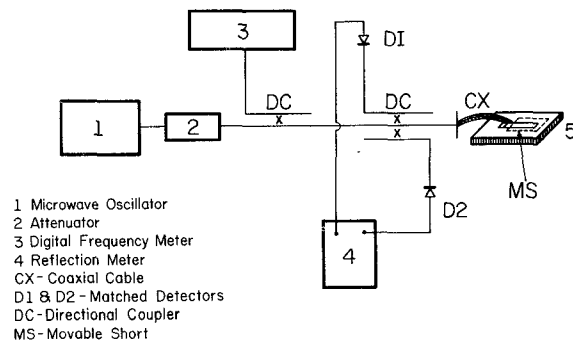 3
DI
DC
DC
CX
1
2
5
MS
D2
4
1 Microwave Oscillator
2 Attenuator
3 Digital Frequency Meter
4 Reflection Meter
CX-Coaxial Cable
D1 & D2-Matched Detectors
DC-Directional Coupler
MS-Movable Short